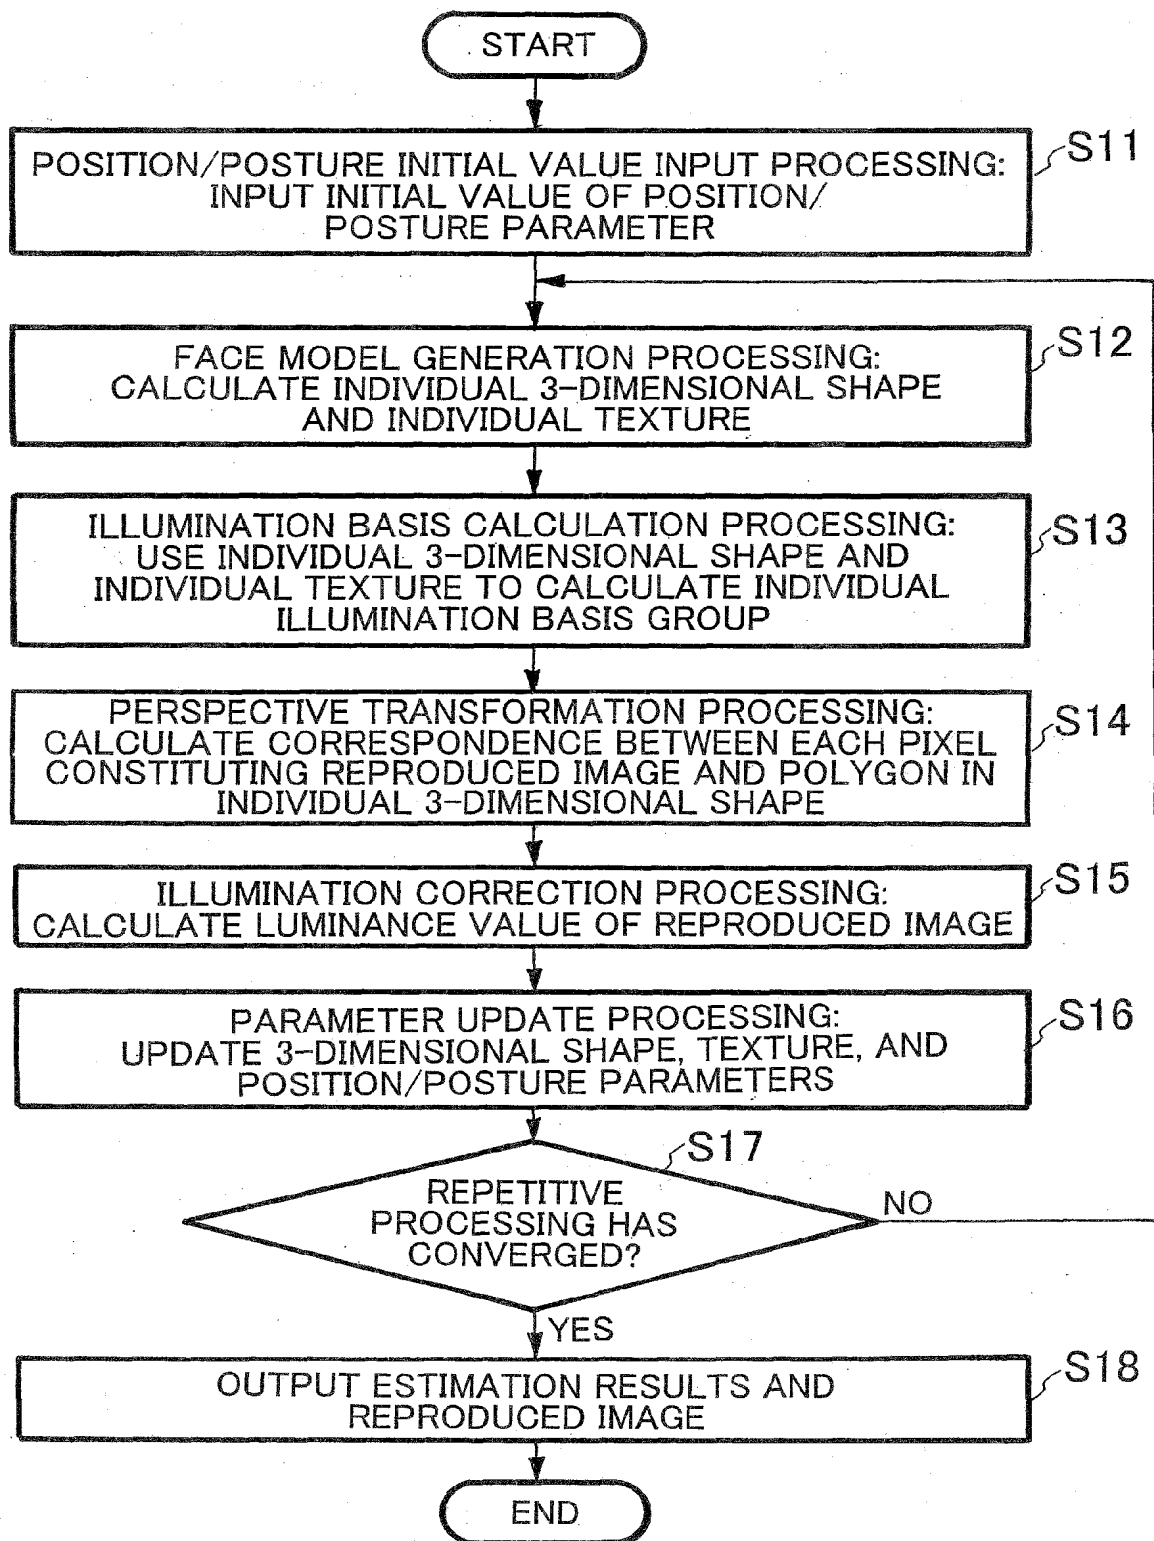 START
S11
POSITION/POSTURE INITIAL VALUE INPUT PROCESSING:
INPUT INITIAL VALUE OF POSITION/
POSTURE PARAMETER
S12
FACE MODEL GENERATION PROCESSING:
CALCULATE INDIVIDUAL 3-DIMENSIONAL SHAPE
AND INDIVIDUAL TEXTURE
S13
ILLUMINATION BASIS CALCULATION PROCESSING:
USE INDIVIDUAL 3-DIMENSIONAL SHAPE AND
INDIVIDUAL TEXTURE TO CALCULATE INDIVIDUAL
ILLUMINATION BASIS GROUP
S14
PERSPECTIVE TRANSFORMATION PROCESSING:
CALCULATE CORRESPONDENCE BETWEEN EACH PIXEL
CONSTITUTING REPRODUCED IMAGE AND POLYGON IN
INDIVIDUAL 3-DIMENSIONAL SHAPE
S15
ILLUMINATION CORRECTION PROCESSING:
CALCULATE LUMINANCE VALUE OF REPRODUCED IMAGE
S16
PARAMETER UPDATE PROCESSING:
UPDATE 3-DIMENSIONAL SHAPE, TEXTURE, AND
POSITION/POSTURE PARAMETERS
S17
REPETITIVE
PROCESSING HAS
CONVERGED?
NO
YES
S18
OUTPUT ESTIMATION RESULTS AND
REPRODUCED IMAGE
END